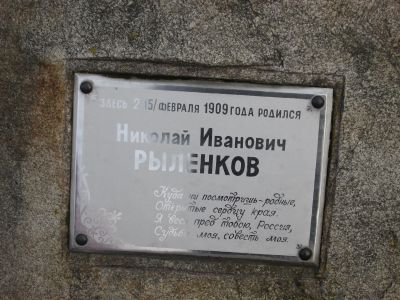 ЗДЕСЬ 2/15/ ФЕВРАЛЯ 1909 ГОДА РОДИЛСЯ
Николай Иванович
РЫЛЕНКОВ
Куда ни посмотришь-родные,
Открытые сердцу края.
Я весь пред тобою, Россия,
Судьба моя, совесть моя.